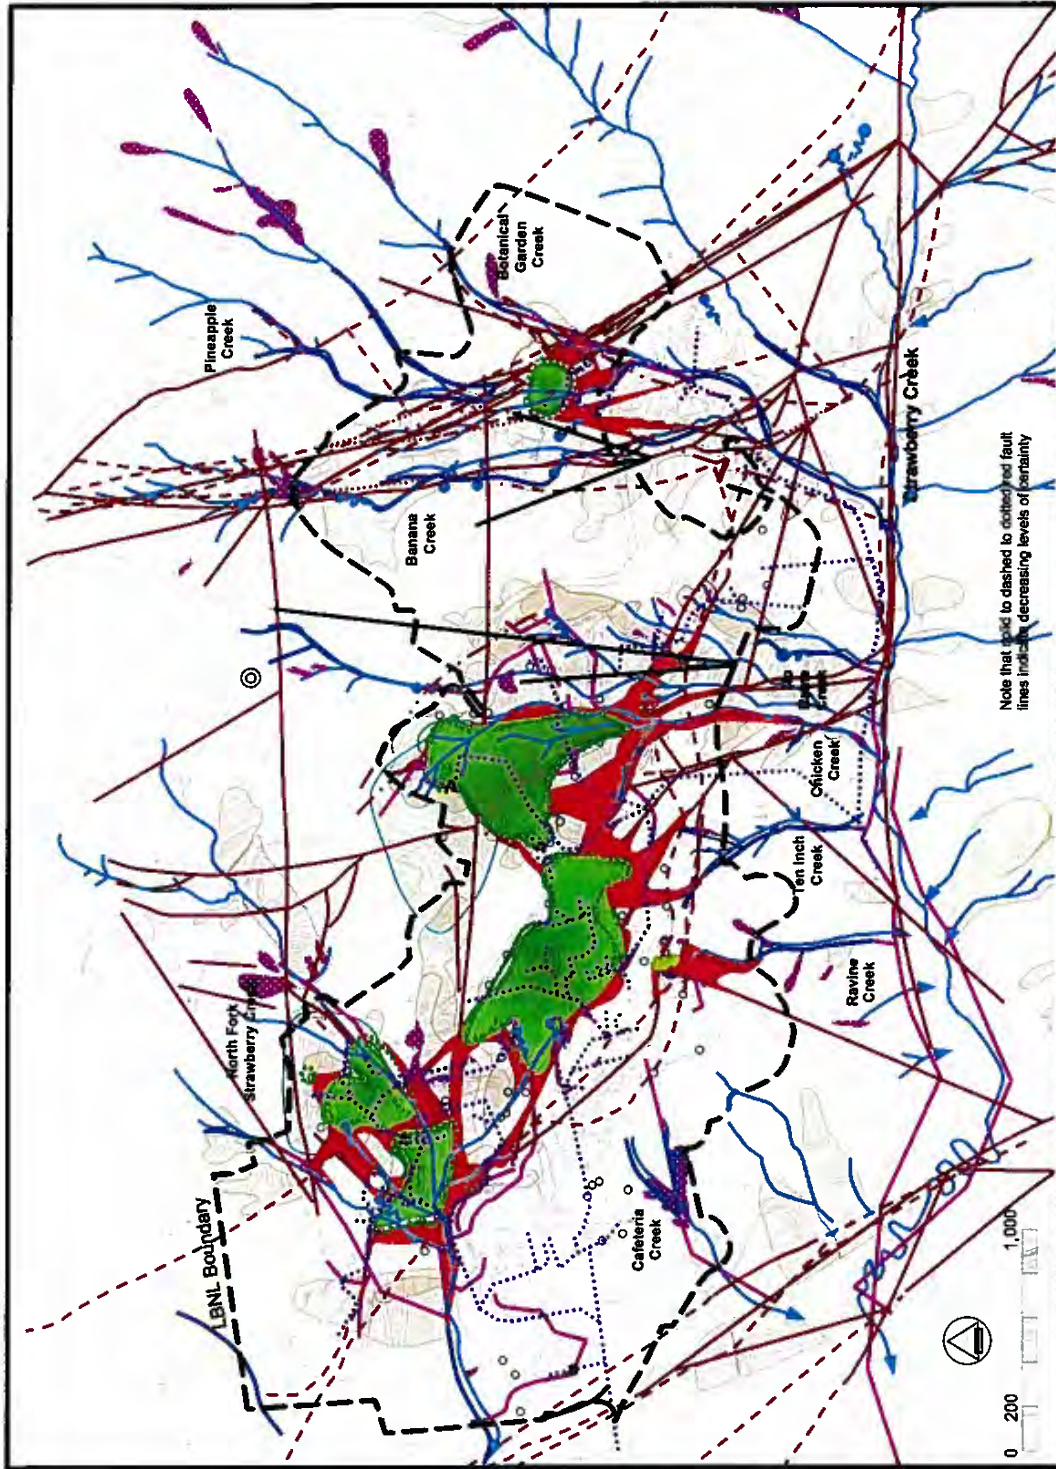 Pineapple
Creek
Botanical
Garden
Creek
Banana
Creek
North Fork
Strawberry Creek
LBNL Boundary
Strawberry Creek
Chicken
Creek
Ten Inch
Creek
Ravine
Creek
Cafeteria
Creek
Note that solid to dashed to dotted red fault
lines indicate decreasing levels of certainty
0 200 1,000